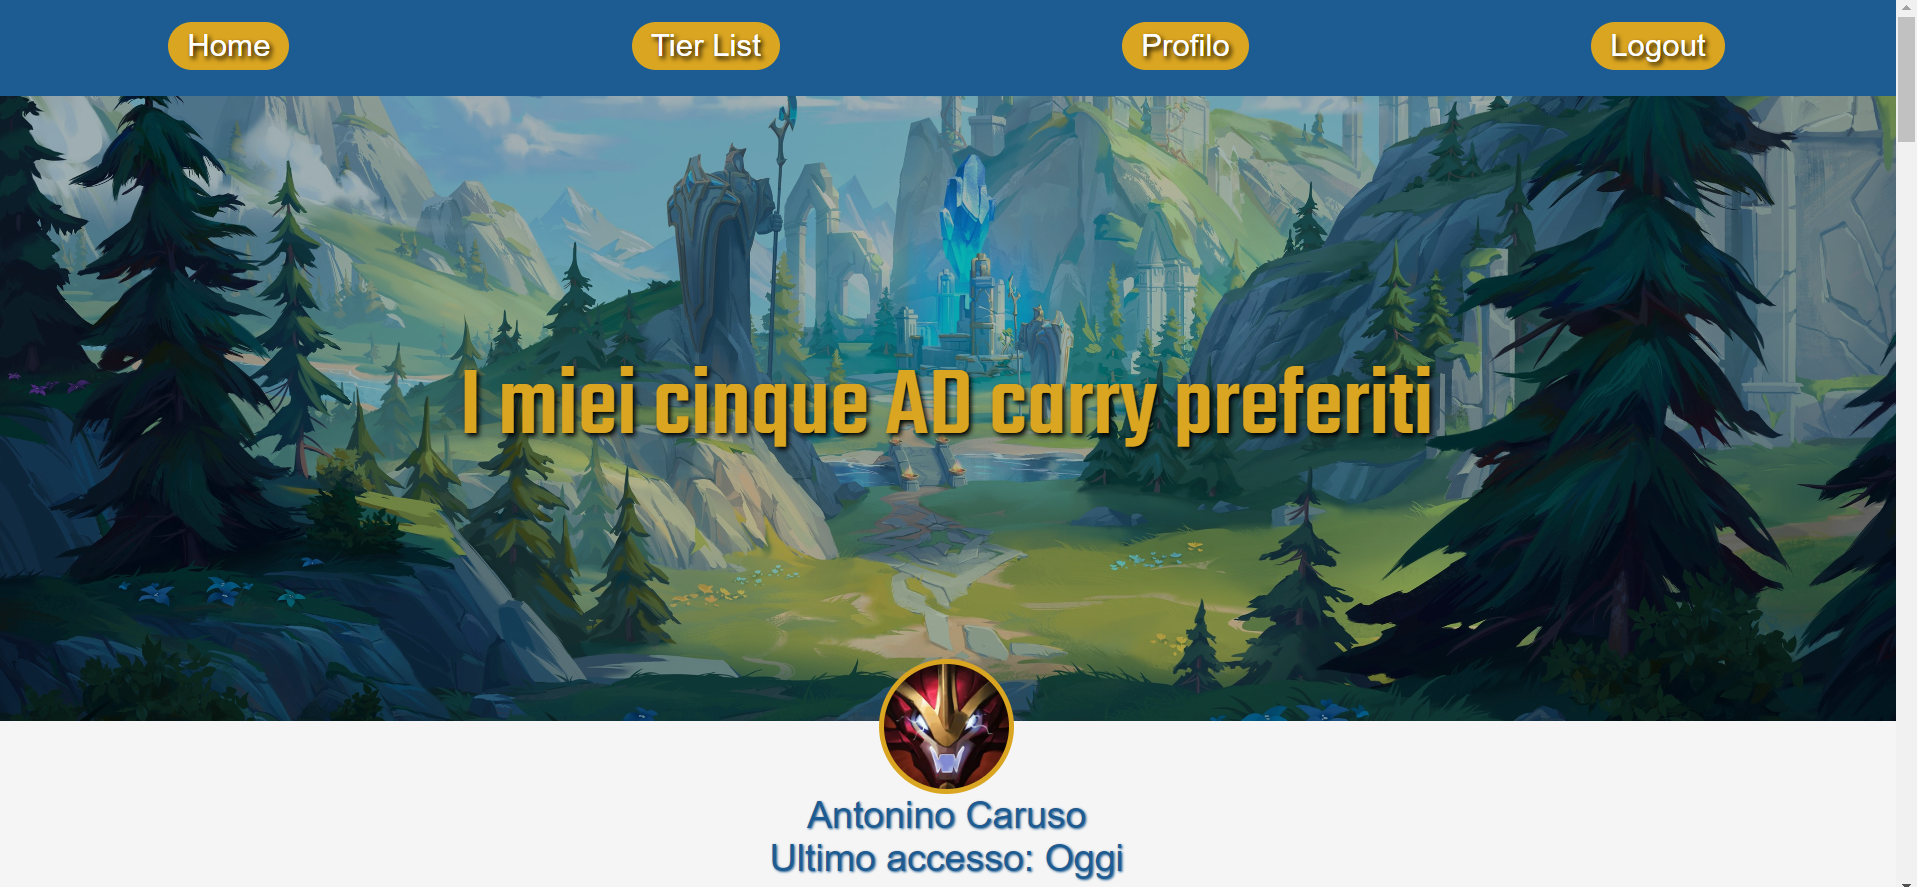 Home
Tier List
Profilo
Logout
I miei cinque AD carry preferiti
Antonino Caruso
Ultimo accesso: Oggi